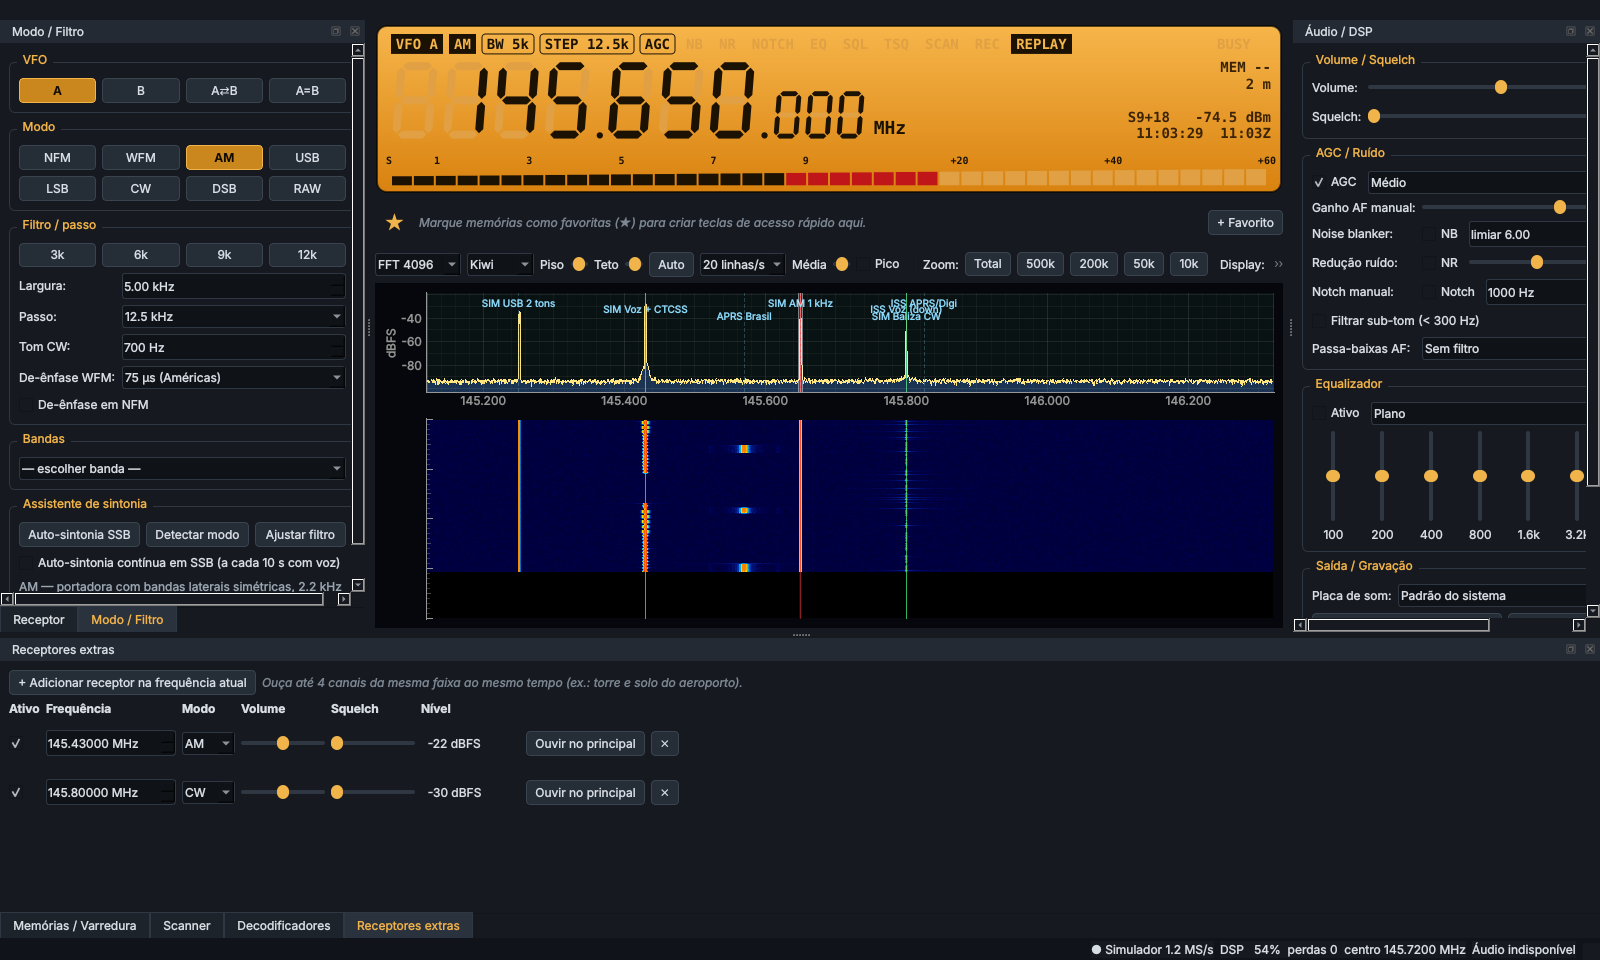 Modo / Filtro
VFO
A B A⇄B A=B
Modo
NFM WFM AM USB
LSB CW DSB RAW
Filtro / passo
3k 6k 9k 12k
Largura: 5.00 kHz
Passo: 12.5 kHz
Tom CW: 700 Hz
De-ênfase WFM: 75 µs (Américas)
De-ênfase em NFM
Bandas
— escolher banda —
Assistente de sintonia
Auto-sintonia SSB Detectar modo Ajustar filtro
Auto-sintonia contínua em SSB (a cada 10 s com voz)
AM — portadora com bandas laterais simétricas, 2.2 kHz
Receptor Modo / Filtro
VFO A AM BW 5k STEP 12.5k AGC NB NR NOTCH EQ SQL TSQ SCAN REC REPLAY BUSY
145.650.000 MHz
MEM --
2 m
S9+18 -74.5 dBm
11:03:29 11:03Z
S 1 3 5 7 9 +20 +40 +60
★ Marque memórias como favoritas (★) para criar teclas de acesso rápido aqui. + Favorito
FFT 4096 Kiwi Piso Teto Auto 20 linhas/s Média Pico Zoom: Total 500k 200k 50k 10k Display: »
SIM USB 2 tons SIM AM 1 kHz ISS APRS/Digi
SIM Voz + CTCSS ISS Voz (down)
APRS Brasil SIM Baliza CW
dBFS
-40
-60
-80
145.200 145.400 145.600 145.800 146.000 146.200
Áudio / DSP
Volume / Squelch
Volume:
Squelch:
AGC / Ruído
✓ AGC Médio
Ganho AF manual:
Noise blanker: NB limiar 6.00
Redução ruído: NR
Notch manual: Notch 1000 Hz
Filtrar sub-tom (< 300 Hz)
Passa-baixas AF: Sem filtro
Equalizador
Ativo Plano
100 200 400 800 1.6k 3.2k
Saída / Gravação
Placa de som: Padrão do sistema
Receptores extras
+ Adicionar receptor na frequência atual Ouça até 4 canais da mesma faixa ao mesmo tempo (ex.: torre e solo do aeroporto).
Ativo Frequência Modo Volume Squelch Nível
✓ 145.43000 MHz AM -22 dBFS Ouvir no principal ×
✓ 145.80000 MHz CW -30 dBFS Ouvir no principal ×
Memórias / Varredura Scanner Decodificadores Receptores extras
● Simulador 1.2 MS/s DSP 54% perdas 0 centro 145.7200 MHz Áudio indisponível